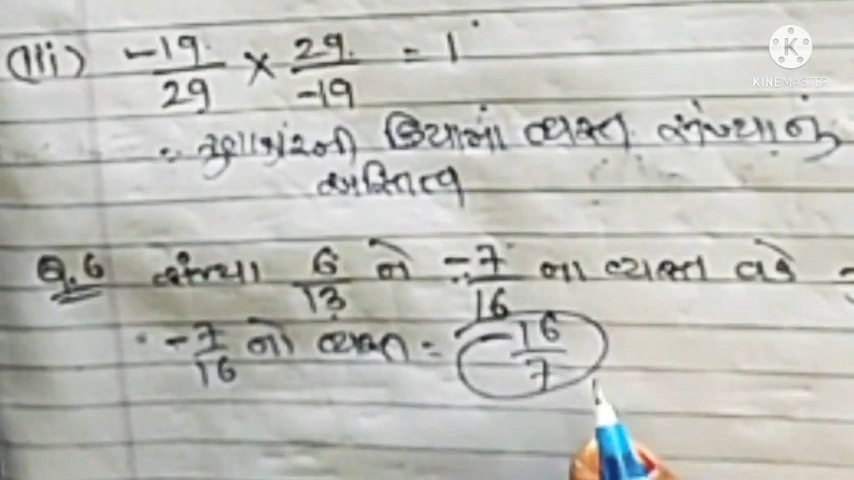 (iii) -19/29 × 29/-19 = 1
∴ ગુણાકારની ક્રિયામાં વ્યસ્ત સંખ્યાનું
અસ્તિત્વ
Q.6 સંખ્યા 6/13 ને -7/16 ના વ્યસ્ત વડે
-7/16 નો વ્યસ્ત = -16/7
K
KINEMASTER